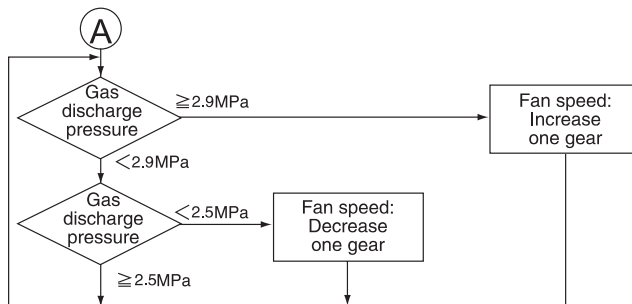 A
Gas
discharge
pressure
≧2.9MPa
Fan speed:
Increase
one gear
<2.9MPa
Gas
discharge
pressure
<2.5MPa
Fan speed:
Decrease
one gear
≧2.5MPa